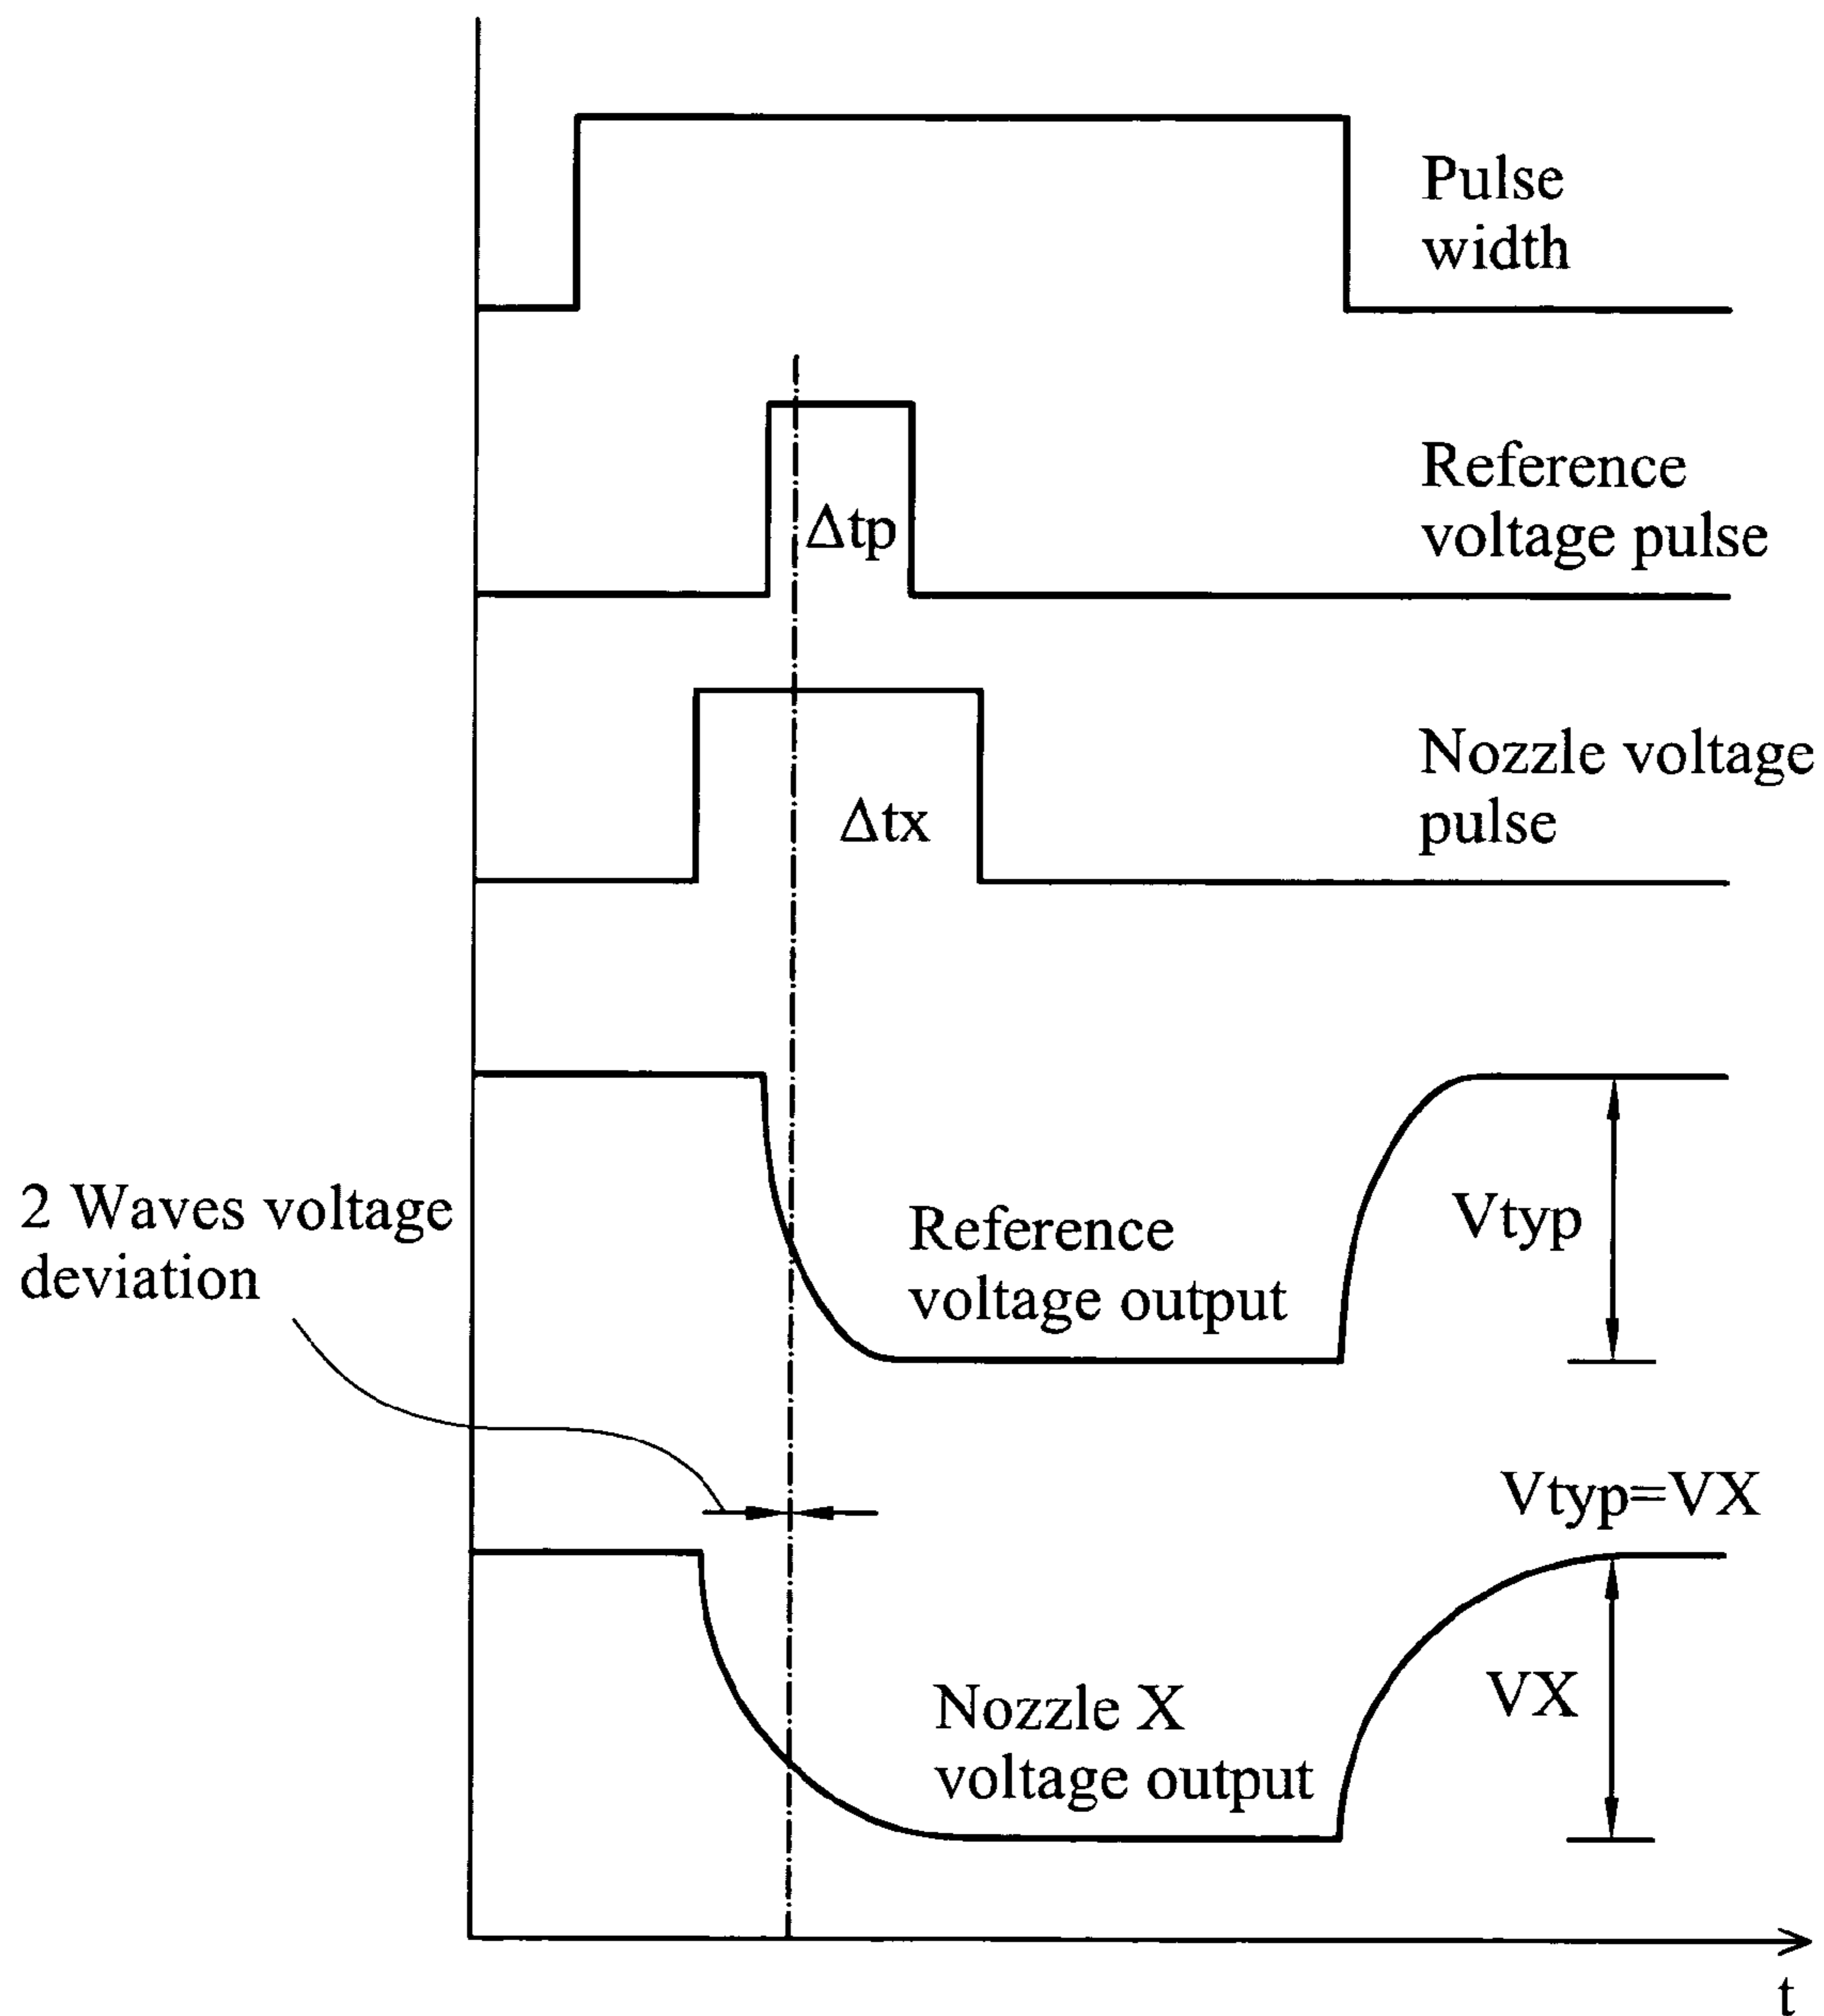 Pulse
width
Reference
voltage pulse
Δtp
Nozzle voltage
pulse
Δtx
2 Waves voltage
deviation
Reference
voltage output
Vtyp
Vtyp=VX
Nozzle X
voltage output
VX
t